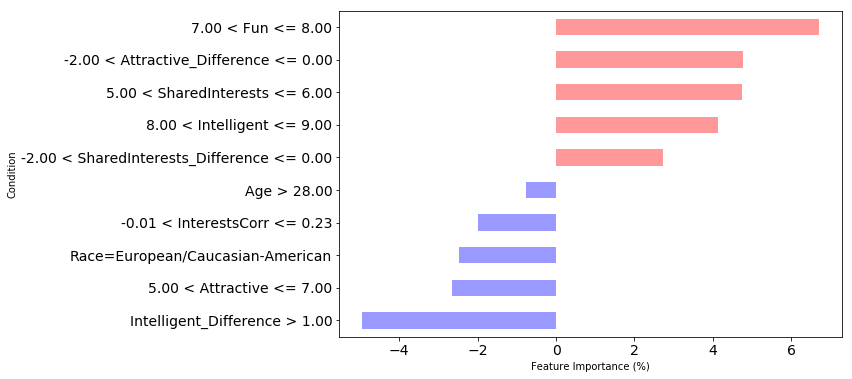 7.00 < Fun <= 8.00
-2.00 < Attractive_Difference <= 0.00
5.00 < SharedInterests <= 6.00
8.00 < Intelligent <= 9.00
-2.00 < SharedInterests_Difference <= 0.00
Age > 28.00
-0.01 < InterestsCorr <= 0.23
Race=European/Caucasian-American
5.00 < Attractive <= 7.00
Intelligent_Difference > 1.00
Condition
−4 −2 0 2 4 6
Feature Importance (%)